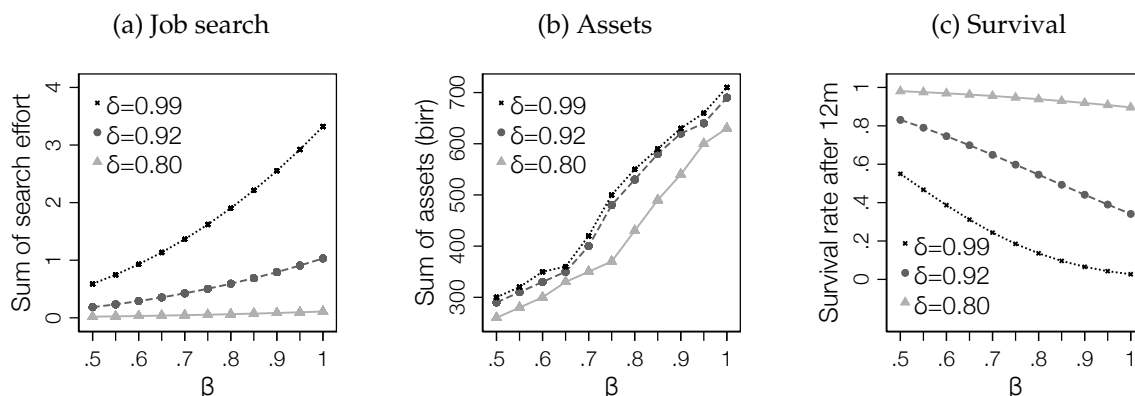 (a) Job search
Sum of search effort
4
3
2
1
0
δ=0.99
δ=0.92
δ=0.80
.5 .6 .7 .8 .9 1
β
(b) Assets
Sum of assets (birr)
700
600
500
400
300
δ=0.99
δ=0.92
δ=0.80
.5 .6 .7 .8 .9 1
β
(c) Survival
Survival rate after 12m
1
.8
.6
.4
.2
0
δ=0.99
δ=0.92
δ=0.80
.5 .6 .7 .8 .9 1
β